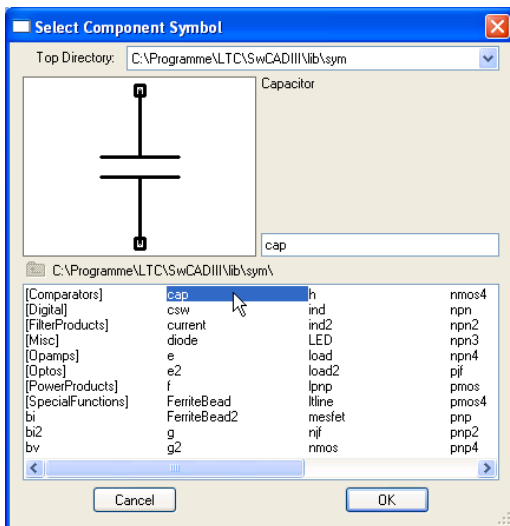 Select Component Symbol
Top Directory: C:\Programme\LTC\SwCADIII\lib\sym
Capacitor
cap
C:\Programme\LTC\SwCADIII\lib\sym\
[Comparators] cap h nmos4
[Digital] csw ind npn
[FilterProducts] current ind2 npn2
[Misc] diode LED npn3
[Opamps] e load npn4
[Optos] e2 load2 pjf
[PowerProducts] f lpnp pmos
[SpecialFunctions] FerriteBead ltline pmos4
bi FerriteBead2 mesfet pnp
bi2 g njf pnp2
bv g2 nmos pnp4
Cancel OK